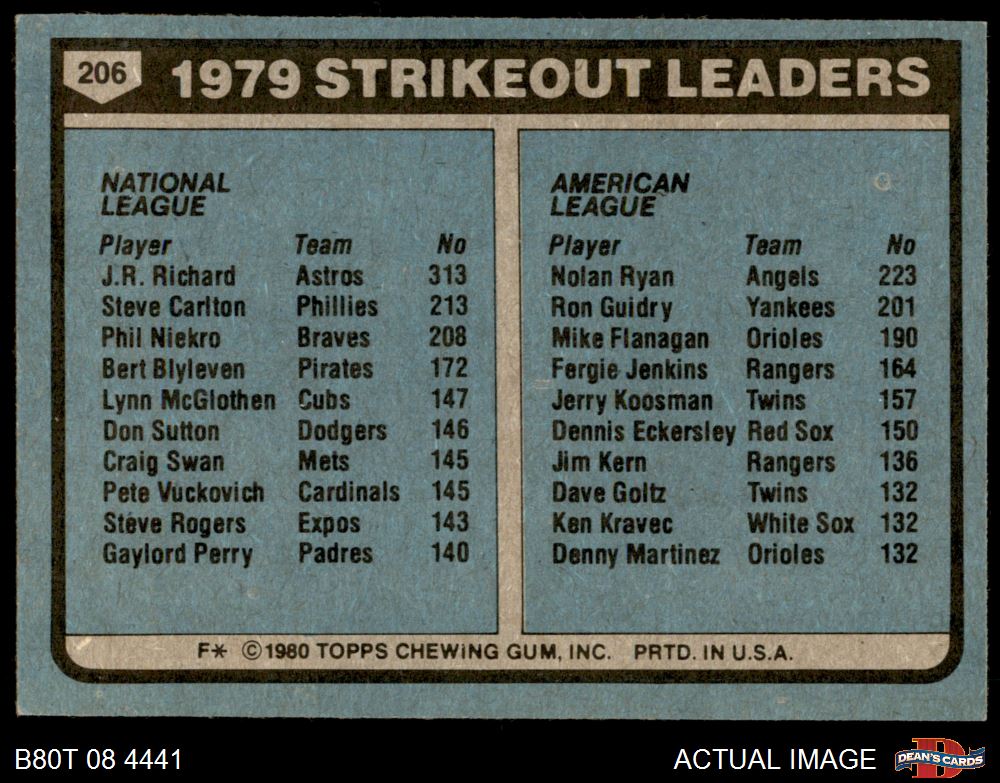 206 1979 STRIKEOUT LEADERS
NATIONAL
LEAGUE
Player Team No
J.R. Richard Astros 313
Steve Carlton Phillies 213
Phil Niekro Braves 208
Bert Blyleven Pirates 172
Lynn McGlothen Cubs 147
Don Sutton Dodgers 146
Craig Swan Mets 145
Pete Vuckovich Cardinals 145
Steve Rogers Expos 143
Gaylord Perry Padres 140
AMERICAN
LEAGUE
Player Team No
Nolan Ryan Angels 223
Ron Guidry Yankees 201
Mike Flanagan Orioles 190
Fergie Jenkins Rangers 164
Jerry Koosman Twins 157
Dennis Eckersley Red Sox 150
Jim Kern Rangers 136
Dave Goltz Twins 132
Ken Kravec White Sox 132
Denny Martinez Orioles 132
F* ©1980 TOPPS CHEWING GUM, INC. PRTD. IN U.S.A.
B80T 08 4441 ACTUAL IMAGE D DEAN'S CARDS